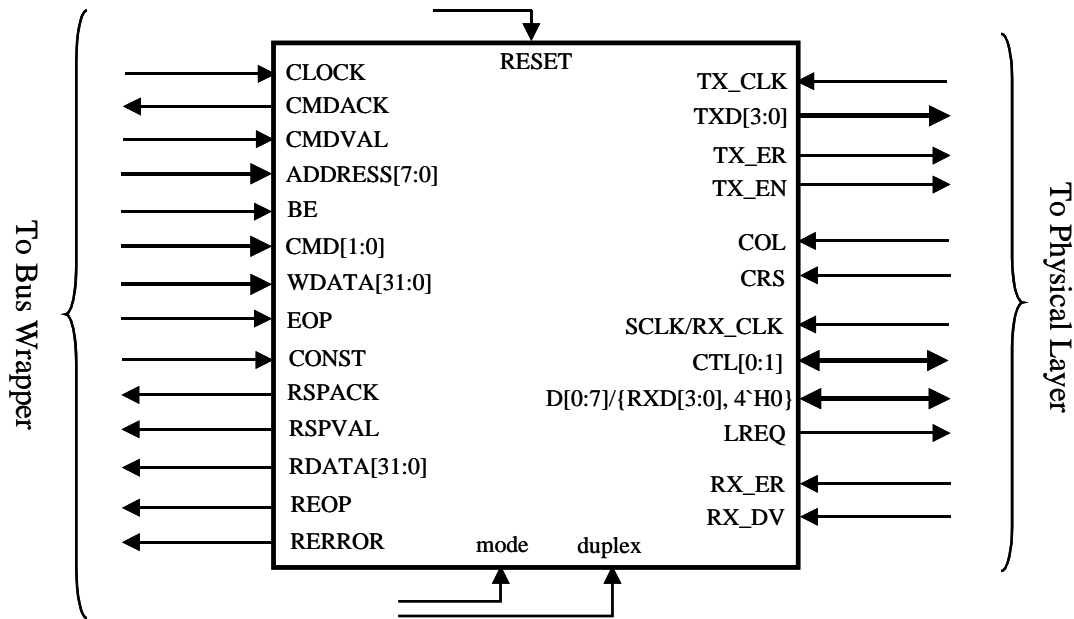 RESET
CLOCK
CMDACK
CMDVAL
ADDRESS[7:0]
BE
CMD[1:0]
WDATA[31:0]
EOP
CONST
RSPACK
RSPVAL
RDATA[31:0]
REOP
RERROR
TX_CLK
TXD[3:0]
TX_ER
TX_EN
COL
CRS
SCLK/RX_CLK
CTL[0:1]
D[0:7]/{RXD[3:0], 4`H0}
LREQ
RX_ER
RX_DV
mode
duplex
To Bus Wrapper
To Physical Layer